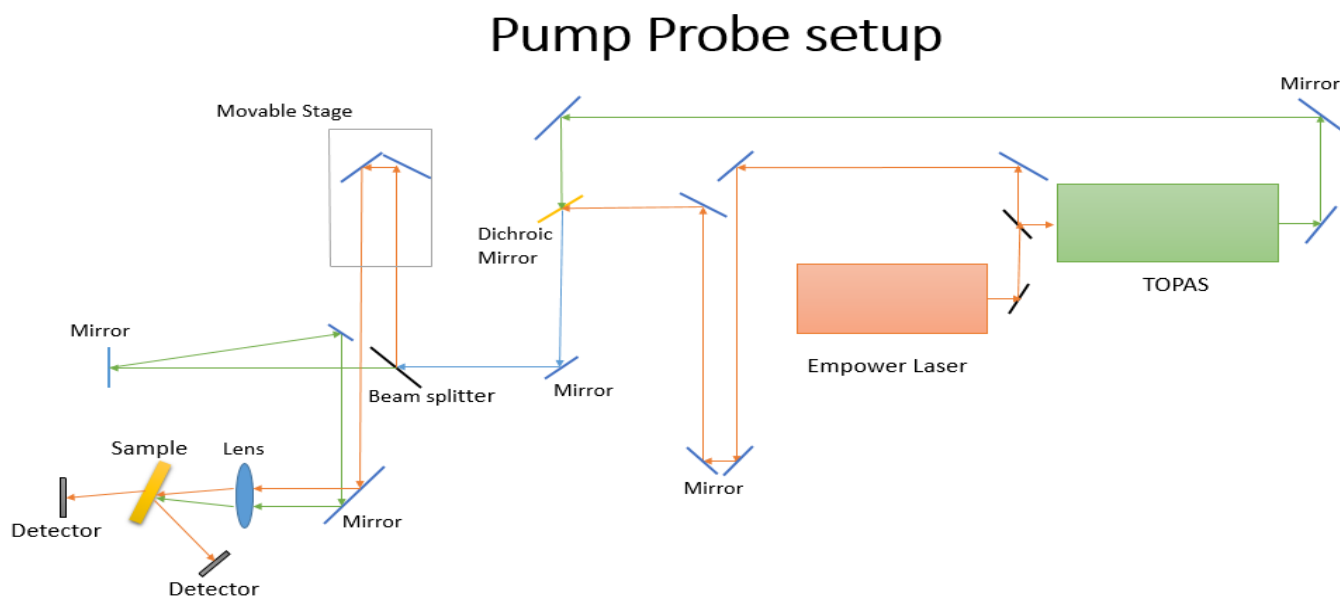 Pump Probe setup
Mirror
Movable Stage
Dichroic
Mirror
TOPAS
Mirror
Empower Laser
Beam splitter
Mirror
Sample
Lens
Mirror
Mirror
Detector
Detector